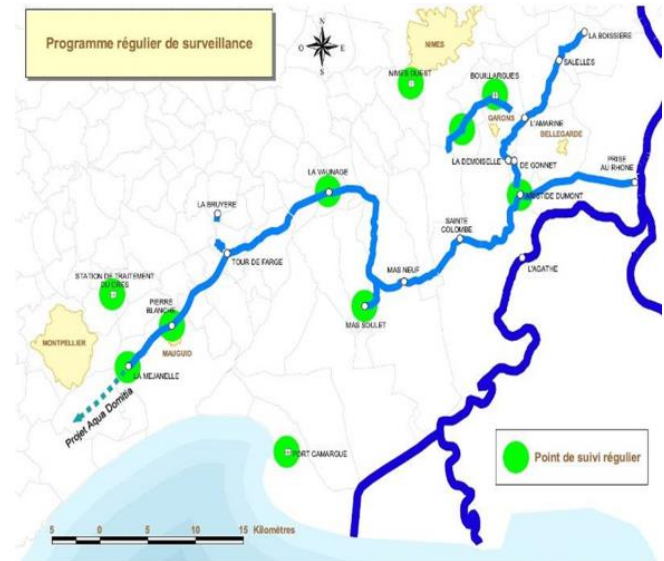 Programme régulier de surveillance
N
O
E
S
NIMES
NIMES OUEST
BOUILLARGUES
GARONS
LA BOISSIERE
SALELLES
L'AMARINE
BELLEGARDE
LA DEMOISELLE
DE GONNET
PRISE
AU RHONE
LA VAUNAGE
LA BRUYERE
SAINTE
COLOMBE
TOUR DE FARGE
MAS NEUF
L'AGATHE
STATION DE TRAITEMENT
DU CRES
PIERRE
BLANCHE
MAS SOULET
MONTPELLIER
MAUGUIO
LA MEJANELLE
Projet Aqua Domitia
PORT CAMARGUE
Point de suivi régulier
5 0 5 10 15 Kilomètres